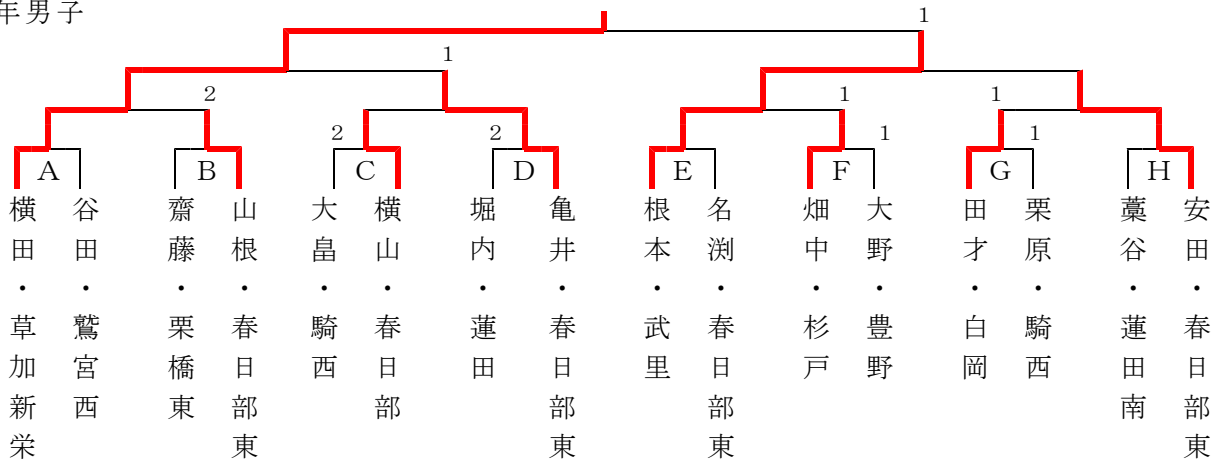 年男子
1
1
2
1
1
2
2
1
1
A
B
C
D
E
F
G
H
横田・草加新栄
谷田・鷲宮西
齋藤・栗橋東
山根・春日部東
大畠・騎西
横山・春日部
堀内・蓮田
亀井・春日部東
根本・武里
名渕・春日部東
畑中・杉戸
大野・豊野
田才・白岡
栗原・騎西
藁谷・蓮田南
安田・春日部東